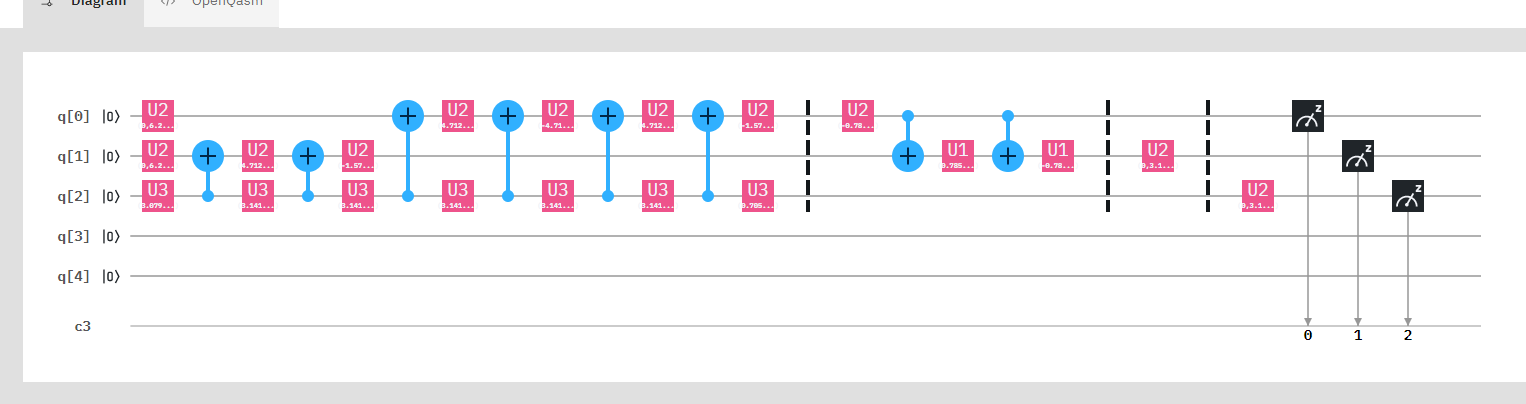 Diagram </> OpenQasm
q[0] |0⟩ U2 U2 U2 U2 U2 U2 z
0,6.2... 4.712... -4.71... 4.712... -1.57... -0.78...
q[1] |0⟩ U2 U2 U2 U1 U1 U2 z
0,6.2... 4.712... -1.57... 0.785... -0.78... 0,3.1...
q[2] |0⟩ U3 U3 U3 U3 U3 U3 U3 U2 z
3.079... 3.141... 3.141... 3.141... 3.141... 3.141... 0.785... 0,3.1...
q[3] |0⟩
q[4] |0⟩
c3
0 1 2